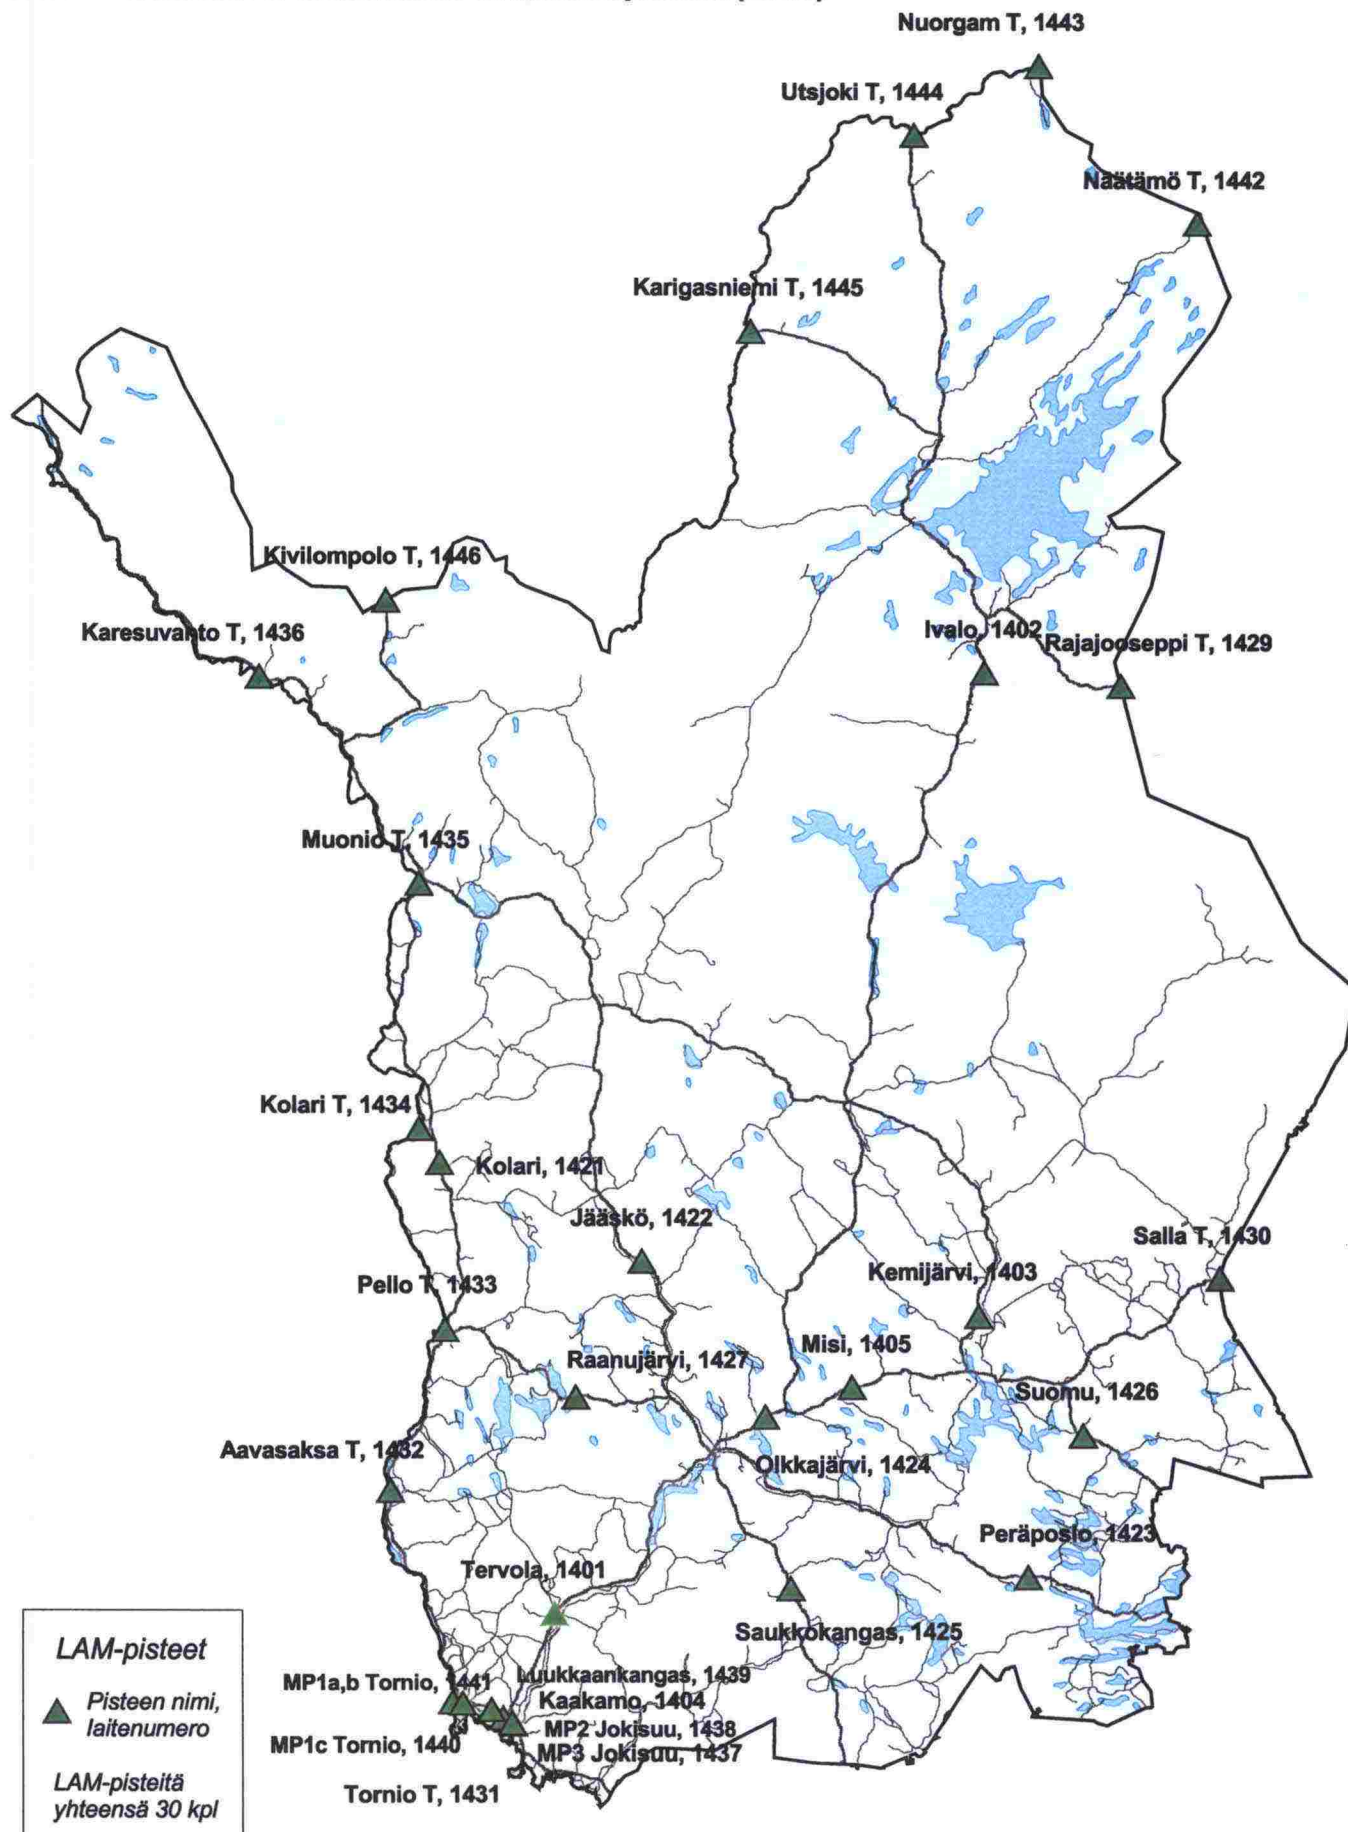 Nuorgam T, 1443
Utsjoki T, 1444
Näätämö T, 1442
Karigasniemi T, 1445
Kivilompolo T, 1446
Karesuvanto T, 1436
Ivalo, 1402
Rajajooseppi T, 1429
Muonio T, 1435
Kolari T, 1434
Kolari, 1421
Jääskö, 1422
Salla T, 1430
Kemijärvi, 1403
Pello T, 1433
Misi, 1405
Raanujärvi, 1427
Suomu, 1426
Aavasaksa T, 1432
Olkkajärvi, 1424
Peräposio, 1423
Tervola, 1401
Saukkokangas, 1425
Luukkaankangas, 1439
MP1a,b Tornio, 1441
Kaakamo, 1404
MP2 Jokisuu, 1438
MP1c Tornio, 1440
MP3 Jokisuu, 1437
Tornio T, 1431
LAM-pisteet
Pisteen nimi,
laitenumero
LAM-pisteitä
yhteensä 30 kpl